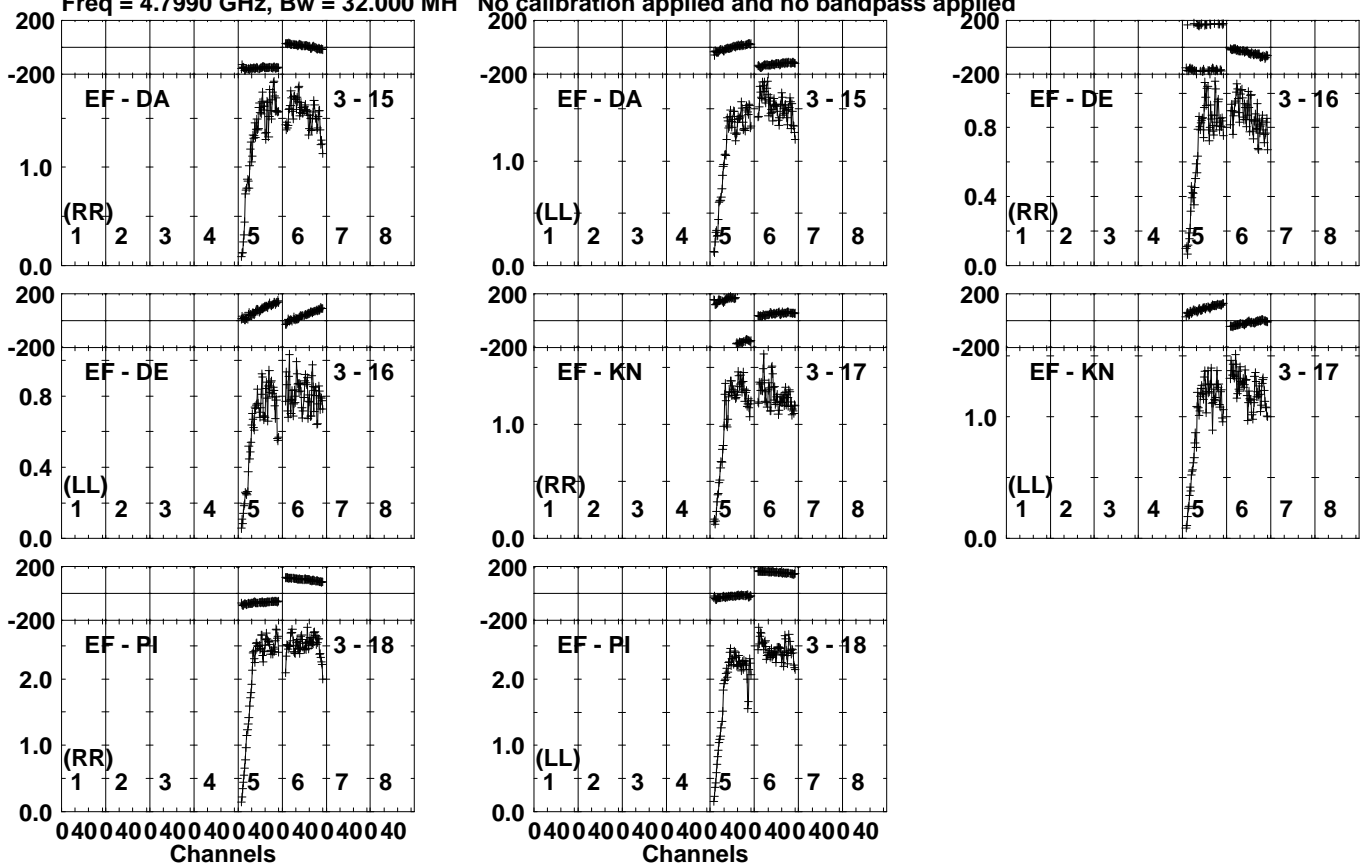 Freq = 4.7990 GHz, Bw = 32.000 MH No calibration applied and no bandpass applied
200
-200
EF - DA 3 - 15
1.0
(RR)
1 2 3 4 5 6 7 8
0.0
EF - DA 3 - 15
1.0
(LL)
1 2 3 4 5 6 7 8
0.0
EF - DE 3 - 16
0.8
0.4
(RR)
1 2 3 4 5 6 7 8
0.0
200
-200
EF - DE 3 - 16
0.8
0.4
(LL)
1 2 3 4 5 6 7 8
0.0
200
-200
EF - KN 3 - 17
1.0
(RR)
1 2 3 4 5 6 7 8
0.0
200
-200
EF - KN 3 - 17
1.0
(LL)
1 2 3 4 5 6 7 8
0.0
200
-200
EF - PI 3 - 18
2.0
1.0
(RR)
1 2 3 4 5 6 7 8
0.0
0 40 0 40 0 40 0 40 0 40 0 40 0 40 0 40
Channels
200
-200
EF - PI 3 - 18
2.0
1.0
(LL)
1 2 3 4 5 6 7 8
0.0
0 40 0 40 0 40 0 40 0 40 0 40 0 40 0 40
Channels